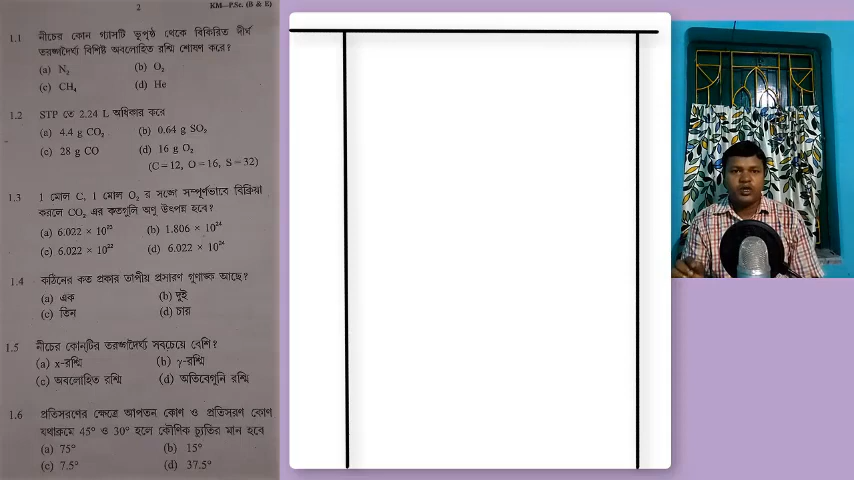 2
KM—P.Sc. (B & E)
1.1 নীচের কোন গ্যাসটি ভূপৃষ্ঠ থেকে বিকিরিত দীর্ঘ
তরঙ্গদৈর্ঘ্য বিশিষ্ট অবলোহিত রশ্মি শোষণ করে?
(a) N₂ (b) O₂
(c) CH₄ (d) He
1.2 STP তে 2.24 L অধিকার করে
(a) 4.4 g CO₂ (b) 0.64 g SO₂
(c) 28 g CO (d) 16 g O₂
(C = 12, O = 16, S = 32)
1.3 1 মোল C, 1 মোল O₂ র সঙ্গে সম্পূর্ণভাবে বিক্রিয়া
করলে CO₂ এর কতগুলি অণু উৎপন্ন হবে?
(a) 6.022 × 10²³ (b) 1.806 × 10²⁴
(c) 6.022 × 10²² (d) 6.022 × 10²⁴
1.4 কঠিনের কত প্রকার তাপীয় প্রসারণ গুণাঙ্ক আছে?
(a) এক (b) দুই
(c) তিন (d) চার
1.5 নীচের কোন্‌টির তরঙ্গদৈর্ঘ্য সবচেয়ে বেশি?
(a) x-রশ্মি (b) γ-রশ্মি
(c) অবলোহিত রশ্মি (d) অতিবেগুনি রশ্মি
1.6 প্রতিসরণের ক্ষেত্রে আপতন কোণ ও প্রতিসরণ কোণ
যথাক্রমে 45° ও 30° হলে কৌণিক চ্যুতির মান হবে
(a) 75° (b) 15°
(c) 7.5° (d) 37.5°